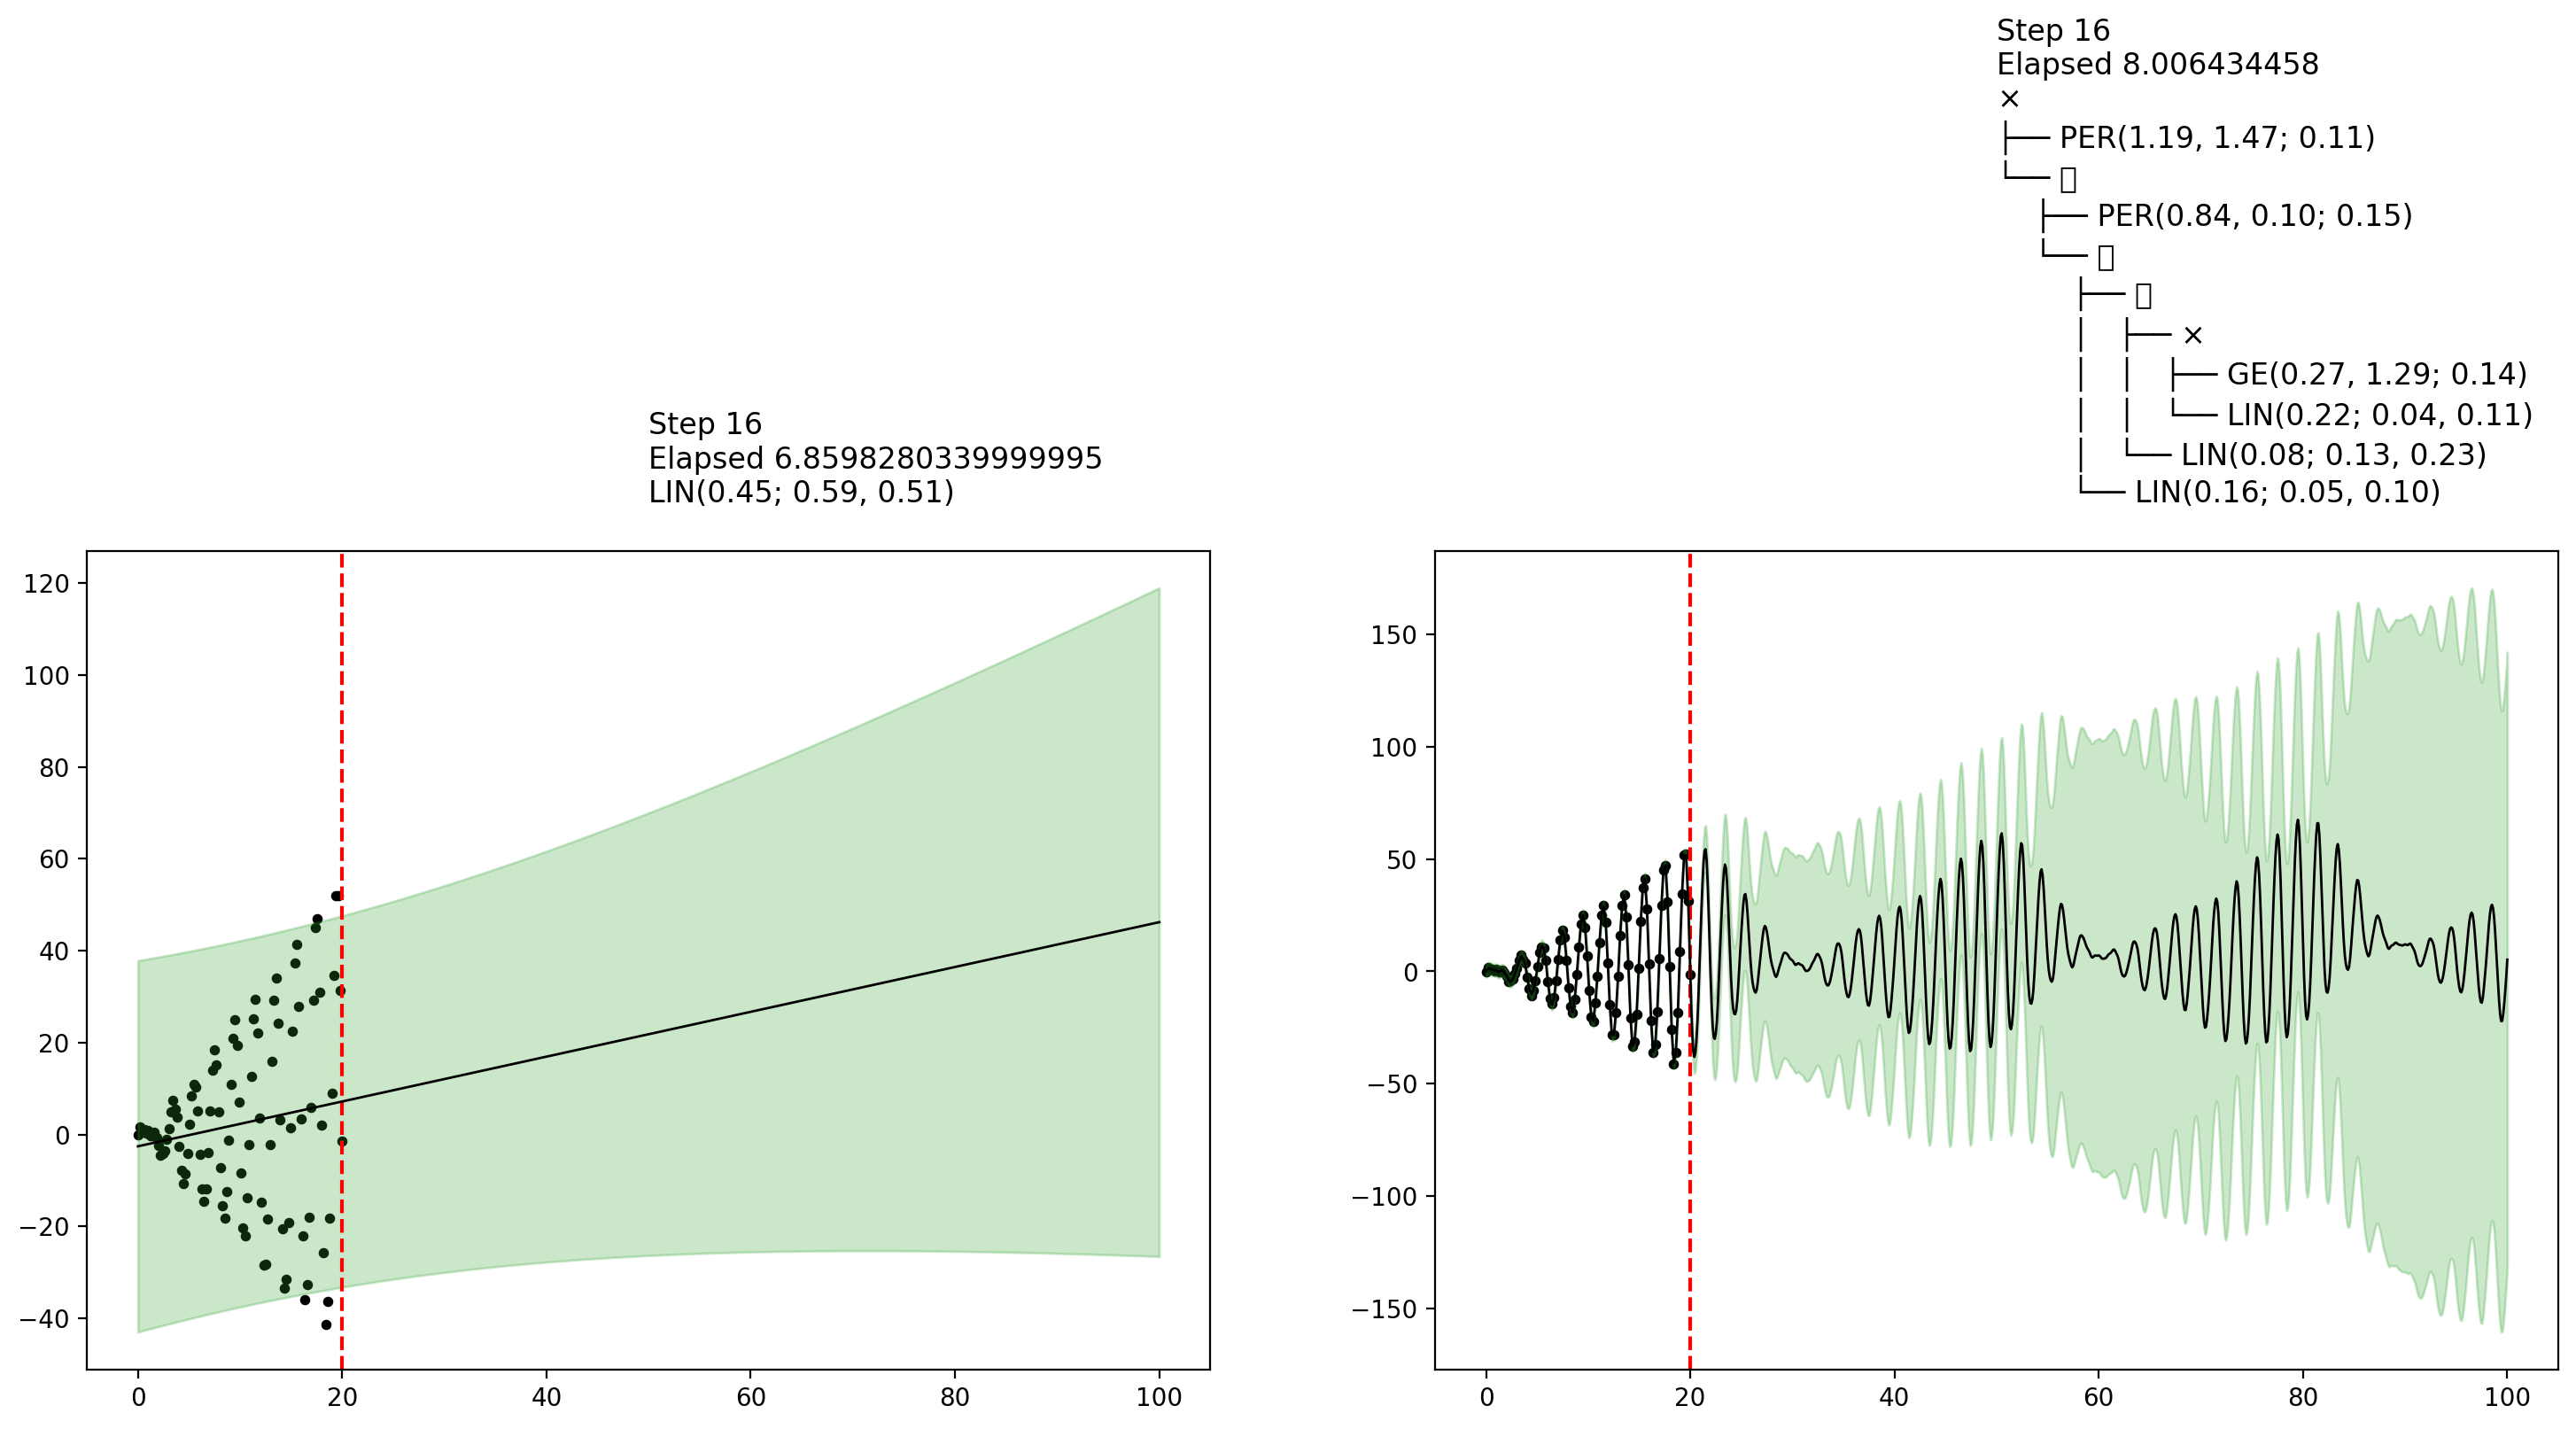 Step 16
Elapsed 6.8598280339999995
LIN(0.45; 0.59, 0.51)
120
100
80
60
40
20
0
−20
−40
0 20 40 60 80 100
Step 16
Elapsed 8.006434458
×
├── PER(1.19, 1.47; 0.11)
└── ▯
    ├── PER(0.84, 0.10; 0.15)
    └── ▯
        ├── ▯
        │   ├── ×
        │   │   ├── GE(0.27, 1.29; 0.14)
        │   │   └── LIN(0.22; 0.04, 0.11)
        │   └── LIN(0.08; 0.13, 0.23)
        └── LIN(0.16; 0.05, 0.10)
150
100
50
0
−50
−100
−150
0 20 40 60 80 100